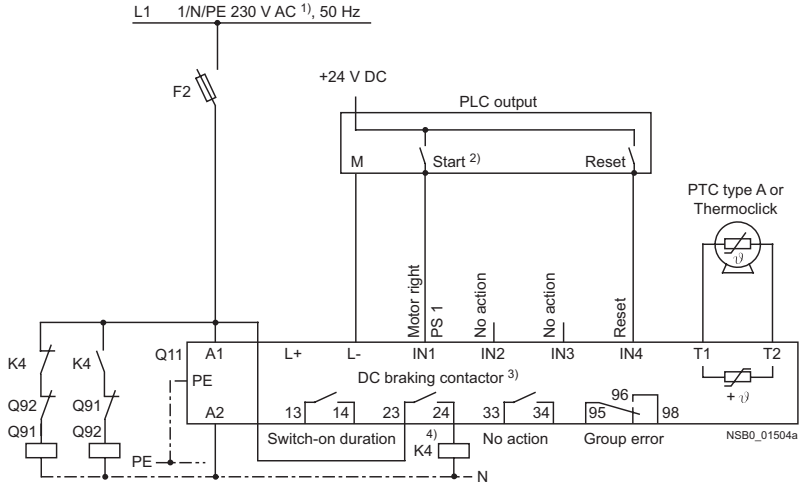 L1 1/N/PE 230 V AC 1), 50 Hz
F2
+24 V DC
PLC output
M
Start 2)
Reset
PTC type A or
Thermoclick
ϑ
Motor right
PS 1
No action
No action
Reset
K4
K4
Q11
A1
L+
L-
IN1
IN2
IN3
IN4
T1
T2
PE
DC braking contactor 3)
+ ϑ
Q92
Q91
A2
13
14
23
24
33
34
95
96
98
Q91
Q92
Switch-on duration
4)
K4
No action
Group error
NSB0_01504a
PE
N